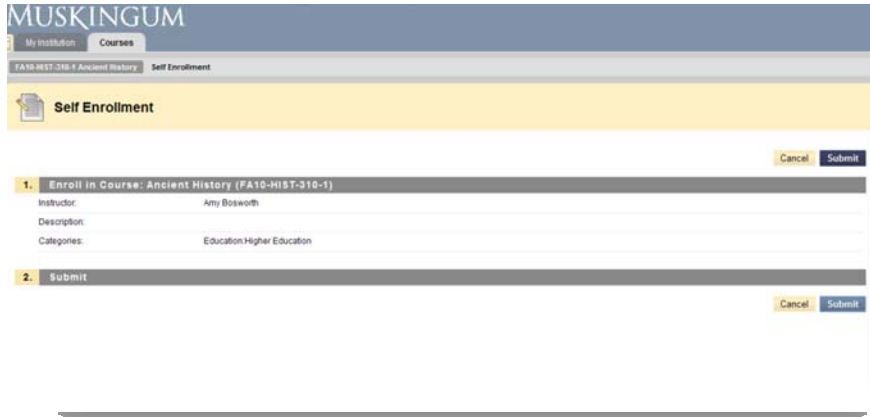 MUSKINGUM
My Institution Courses
FA10-HIST-310-1 Ancient History Self Enrollment
Self Enrollment
Cancel Submit
1. Enroll in Course: Ancient History (FA10-HIST-310-1)
Instructor: Amy Bosworth
Description:
Categories: Education:Higher Education
2. Submit
Cancel Submit